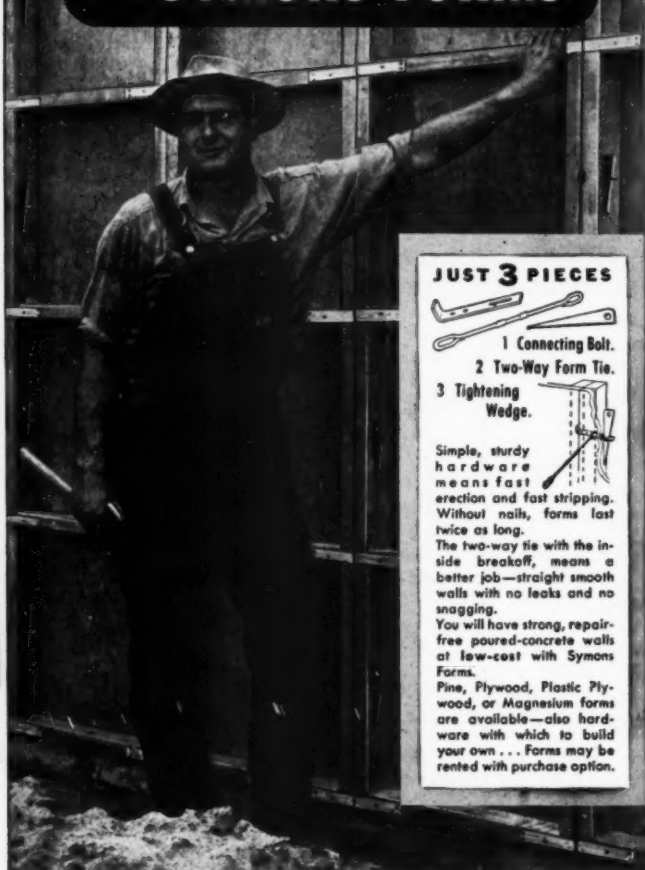 JUST 3 PIECES
1 Connecting Bolt.
2 Two-Way Form Tie.
3 Tightening
Wedge.
Simple, sturdy
hardware
means fast
erection and fast stripping.
Without nails, forms last
twice as long.
The two-way tie with the in-
side breakoff, means a
better job—straight smooth
walls with no leaks and no
snagging.
You will have strong, repair-
free poured-concrete walls
at low-cost with Symons
Forms.
Pine, Plywood, Plastic Ply-
wood, or Magnesium forms
are available—also hard-
ware with which to build
your own ... Forms may be
rented with purchase option.